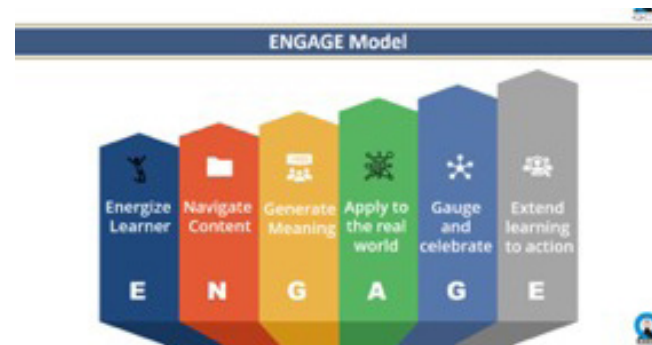 ENGAGE Model
Energize
Learner
Navigate
Content
Generate
Meaning
Apply to
the real
world
Gauge
and
celebrate
Extend
learning
to action
E N G A G E